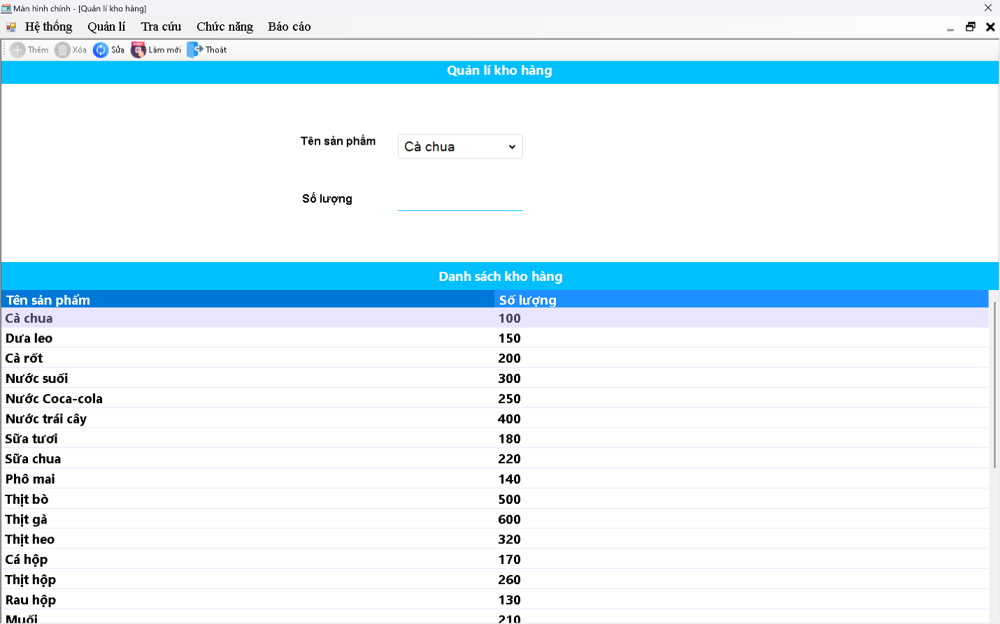 Màn hình chính - [Quản lí kho hàng]
Hệ thống Quản lí Tra cứu Chức năng Báo cáo
Thêm Xóa Sửa RESET Làm mới Thoát
Quản lí kho hàng
Tên sản phẩm Cà chua
Số lượng
Danh sách kho hàng
Tên sản phẩm Số lượng
Cà chua 100
Dưa leo 150
Cà rốt 200
Nước suối 300
Nước Coca-cola 250
Nước trái cây 400
Sữa tươi 180
Sữa chua 220
Phô mai 140
Thịt bò 500
Thịt gà 600
Thịt heo 320
Cá hộp 170
Thịt hộp 260
Rau hộp 130
Muối 210